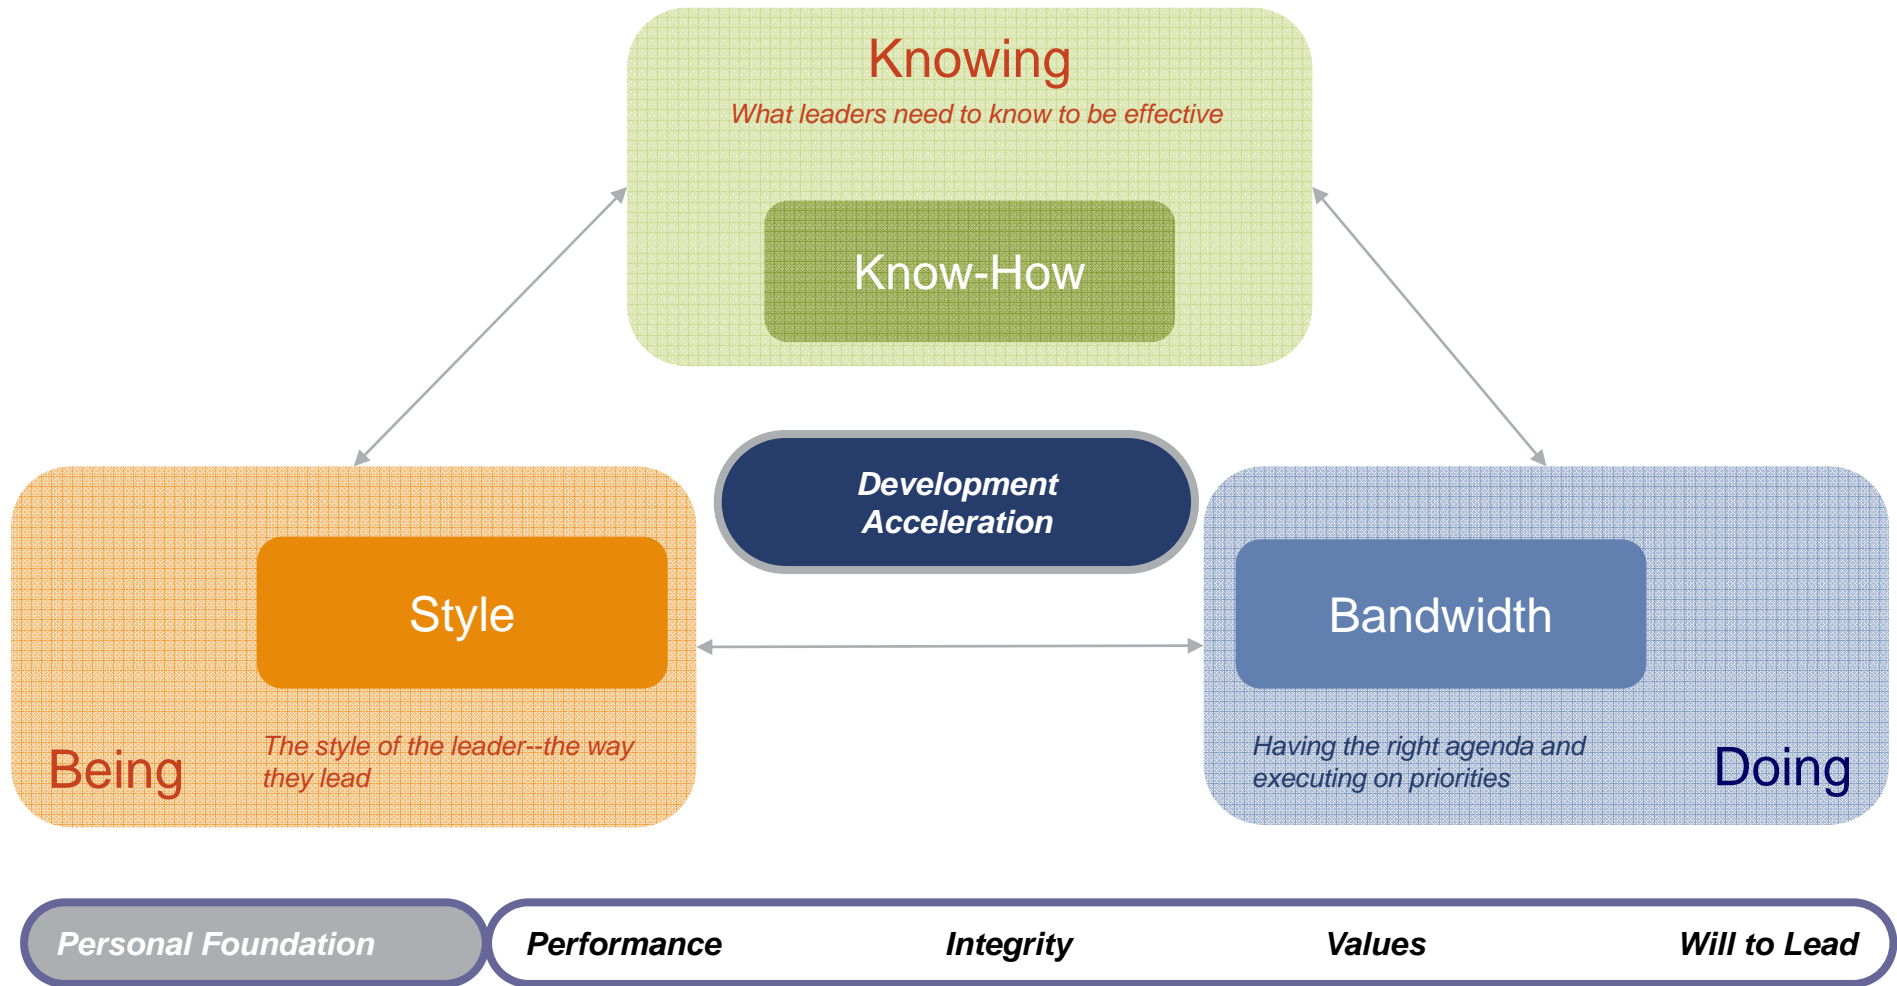 Knowing
What leaders need to know to be effective
Know-How
Development
Acceleration
Style
Being
The style of the leader--the way
they lead
Bandwidth
Having the right agenda and
executing on priorities
Doing
Personal Foundation
Performance
Integrity
Values
Will to Lead